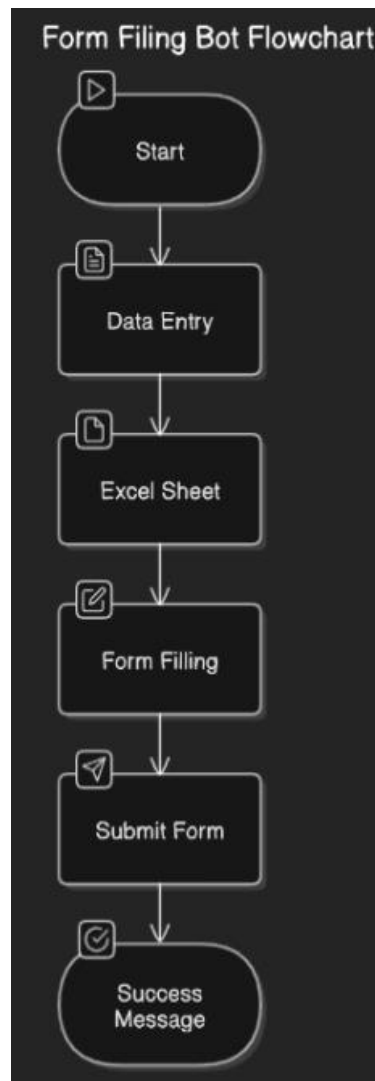 Form Filing Bot Flowchart
Start
Data Entry
Excel Sheet
Form Filling
Submit Form
Success
Message